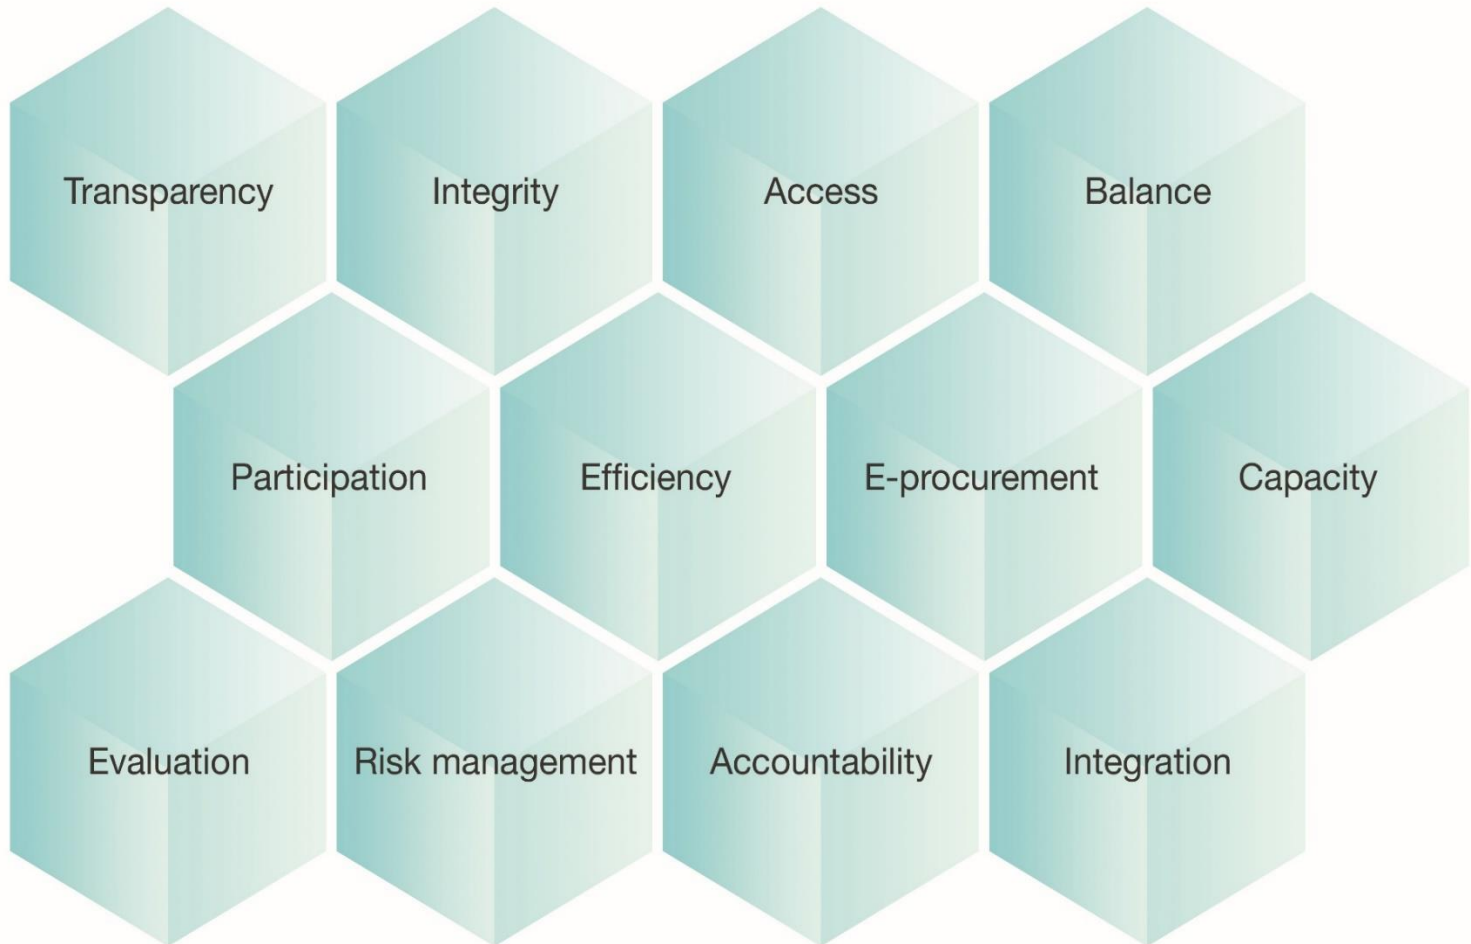 Transparency
Integrity
Access
Balance
Participation
Efficiency
E-procurement
Capacity
Evaluation
Risk management
Accountability
Integration